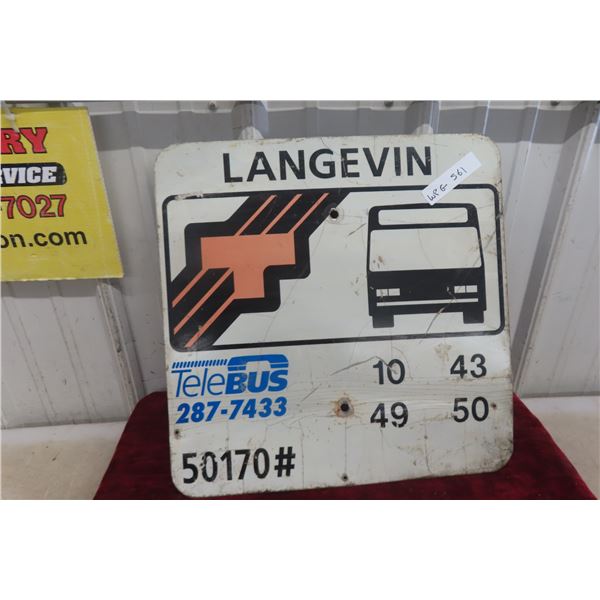 RY
RVICE
-7027
on.com
LANGEVIN
WPG-561
TeleBUS
287-7433
10 43
49 50
50170#